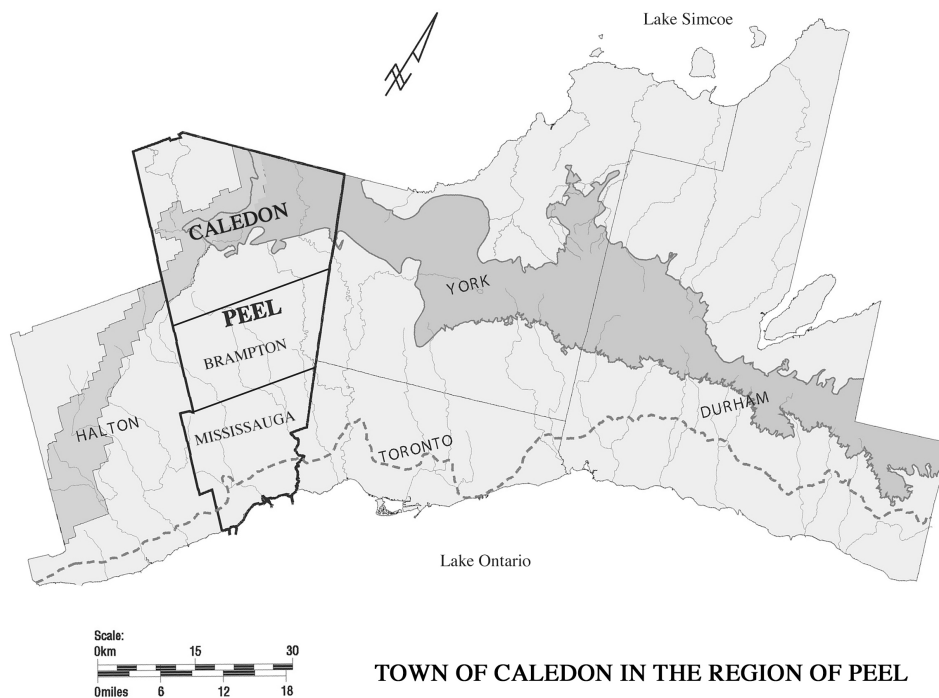 Lake Simcoe
CALEDON
YORK
PEEL
BRAMPTON
DURHAM
MISSISSAUGA
HALTON
TORONTO
Lake Ontario
Scale:
0km 15 30
0miles 6 12 18
TOWN OF CALEDON IN THE REGION OF PEEL